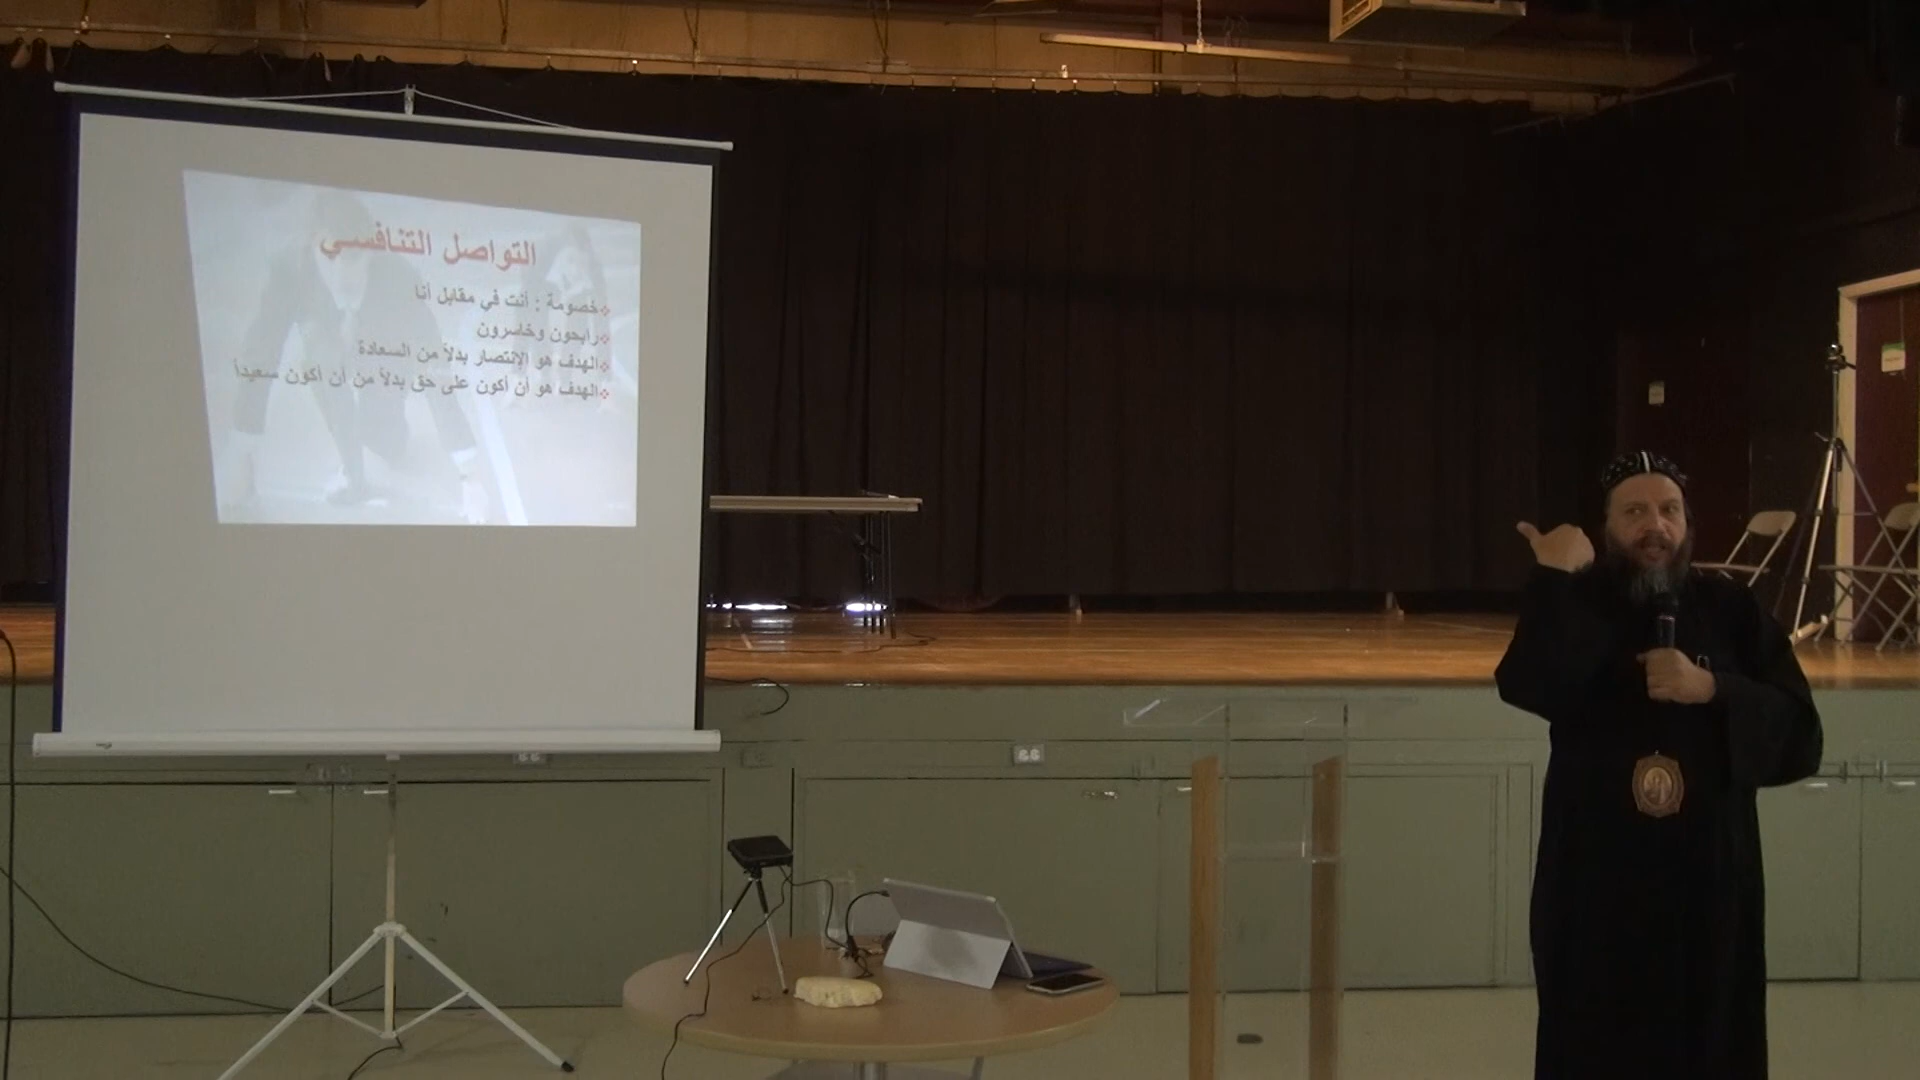 التواصل التنافسي
خصومة : أنت في مقابل أنا
رابحون وخاسرون
الهدف هو الإنتصار بدلاً من السعادة
الهدف هو أن أكون على حق بدلاً من أن أكون سعيداً